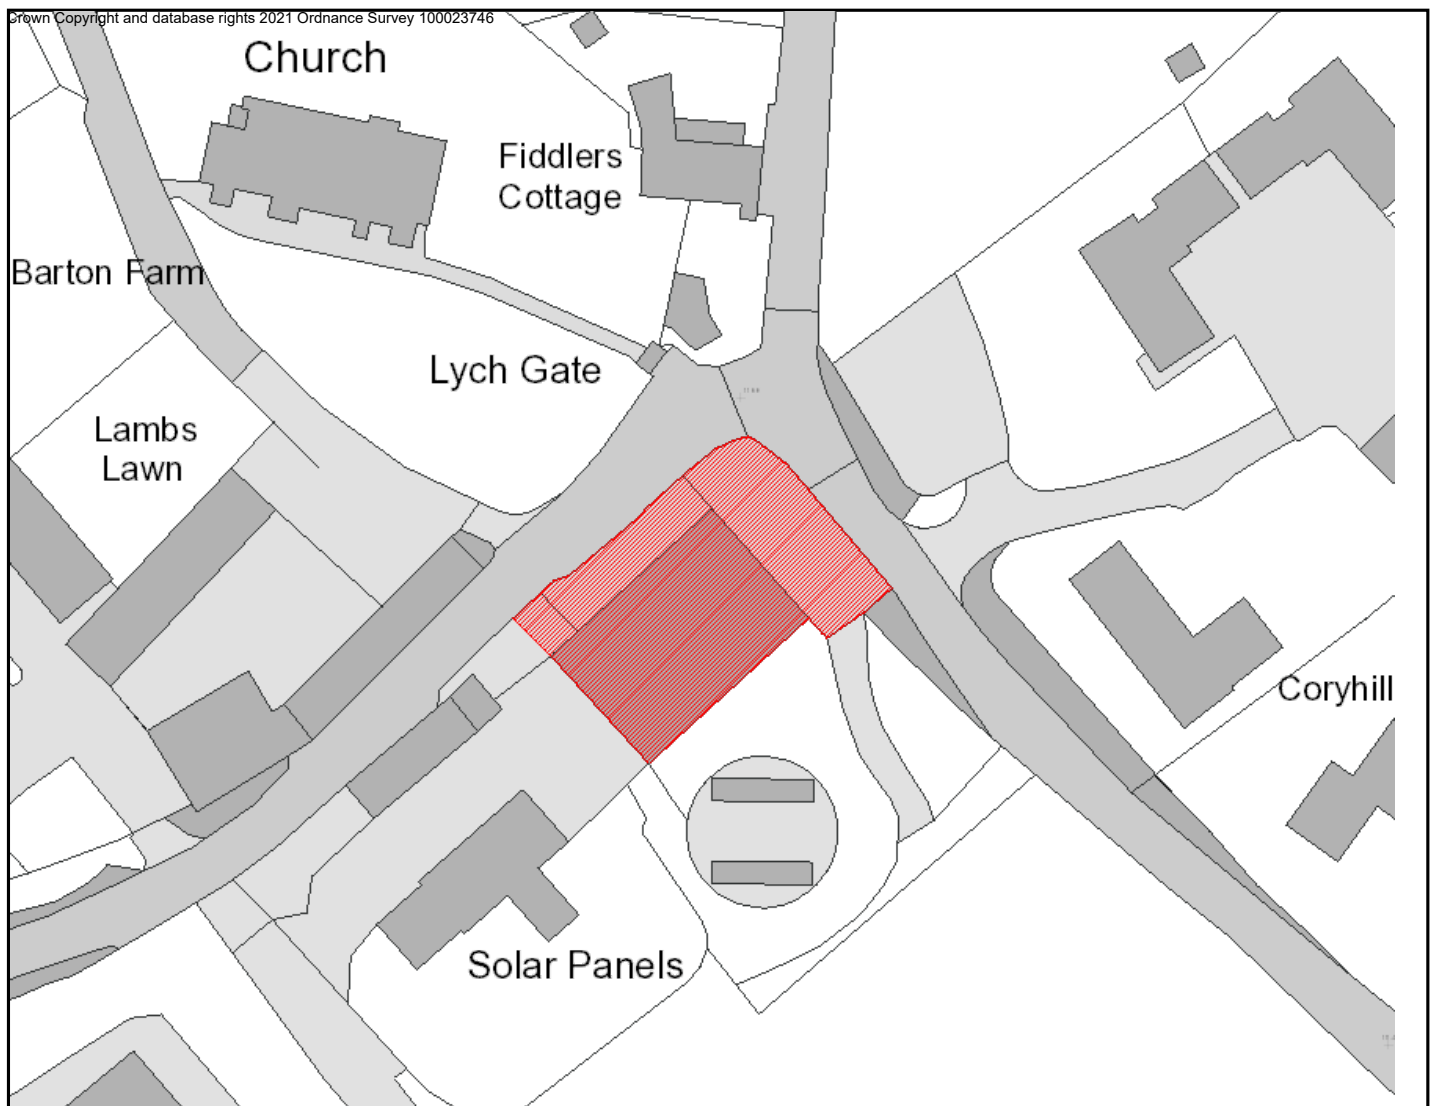 Crown Copyright and database rights 2021 Ordnance Survey 100023746
Church
Fiddlers
Cottage
Barton Farm
Lych Gate
Lambs
Lawn
Coryhill
Solar Panels